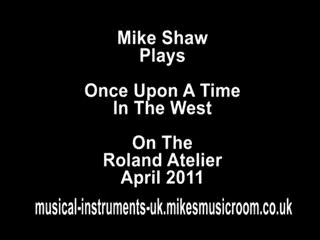 Mike Shaw
Plays
Once Upon A Time
In The West
On The
Roland Atelier
April 2011
musical-instruments-uk.mikesmusicroom.co.uk